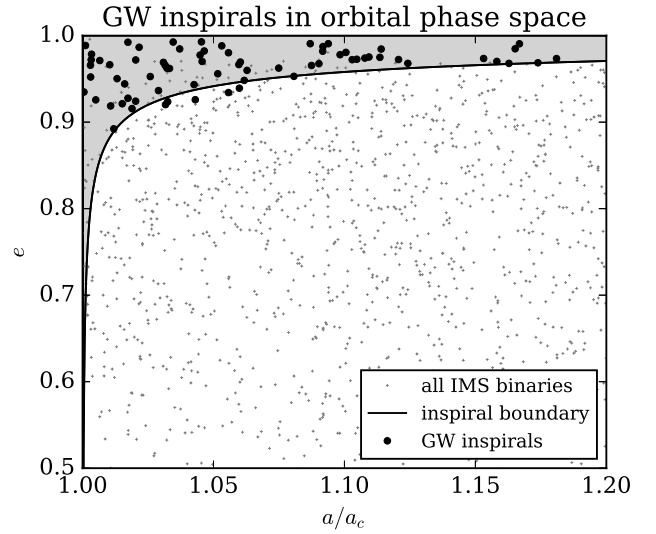 GW inspirals in orbital phase space
1.0
0.9
0.8
0.7
0.6
0.5
e
all IMS binaries
inspiral boundary
GW inspirals
1.00 1.05 1.10 1.15 1.20
a/a_c